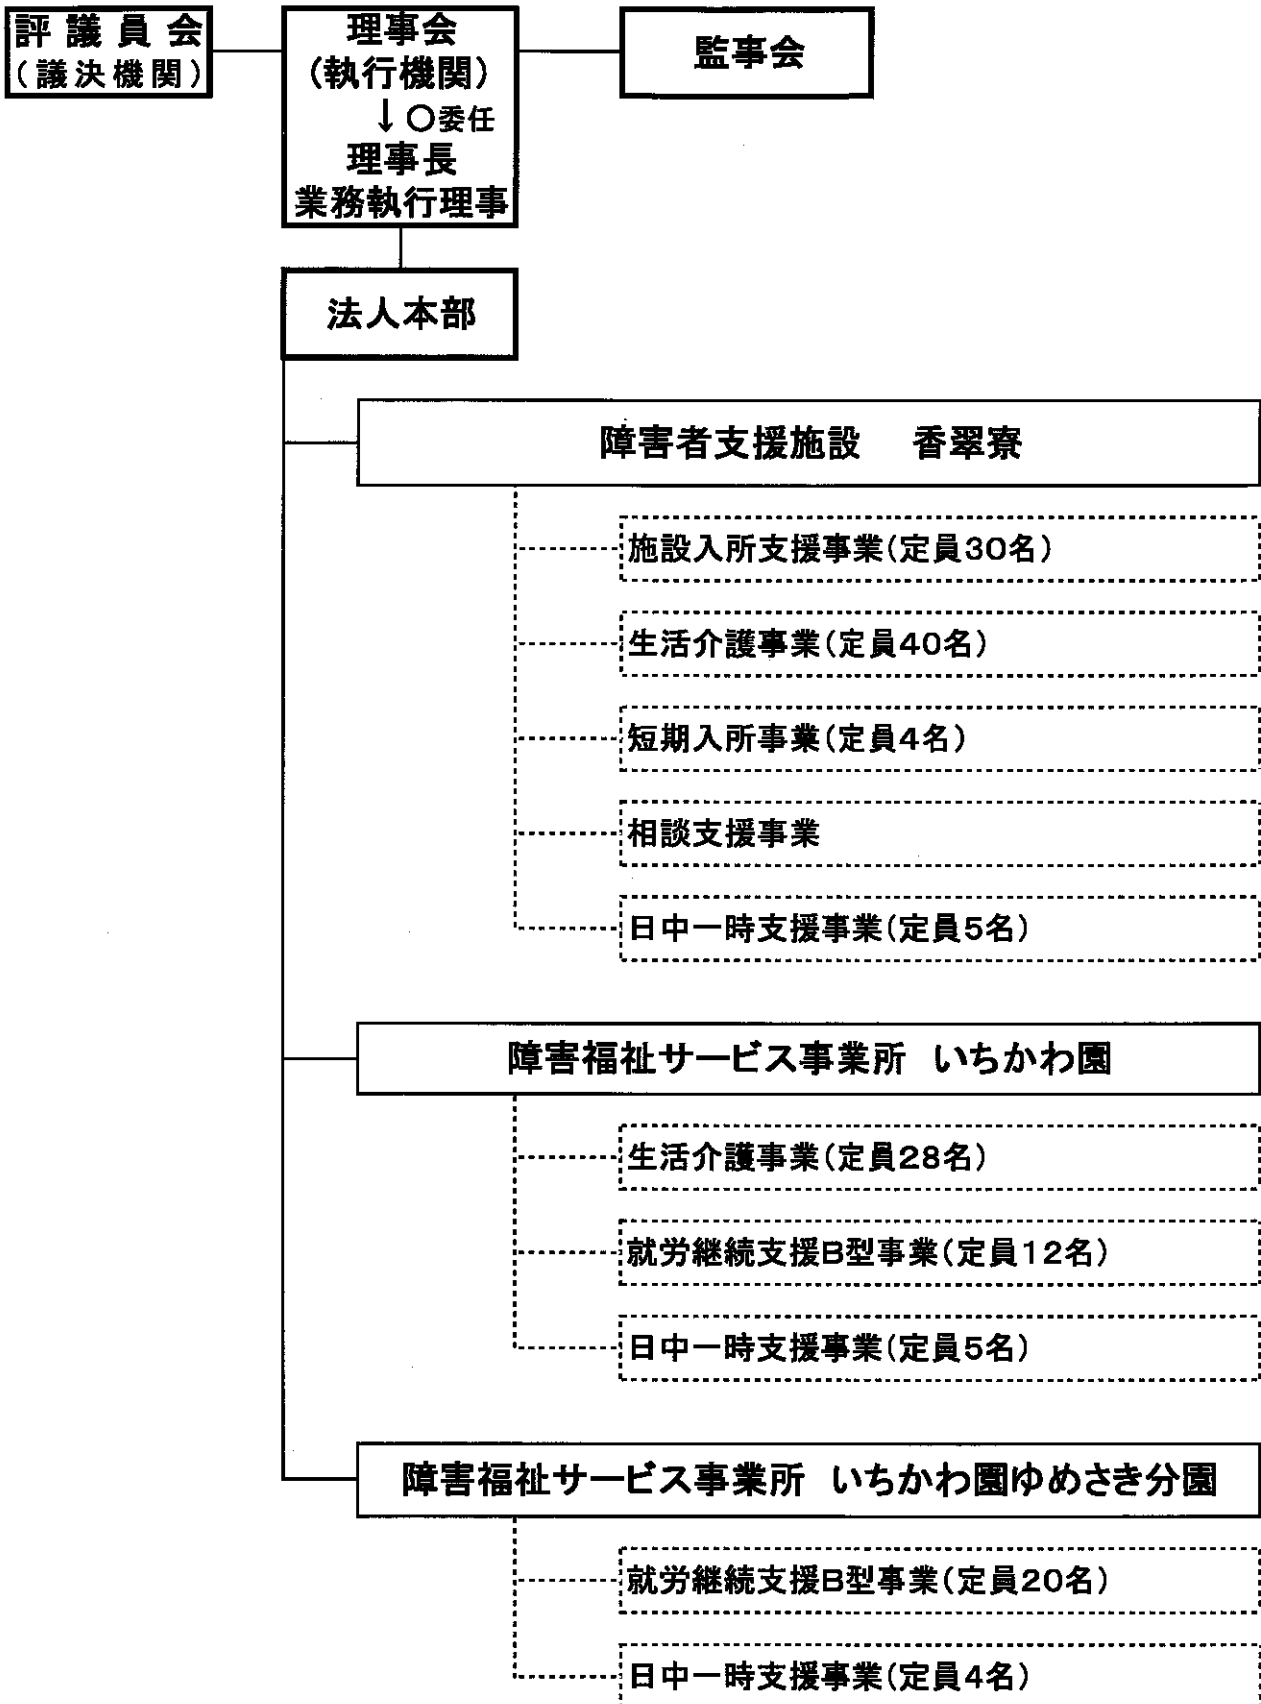 評議員会
(議決機関)
理事会
(執行機関)
↓○委任
理事長
業務執行理事
監事会
法人本部
障害者支援施設 香翠寮
施設入所支援事業(定員30名)
生活介護事業(定員40名)
短期入所事業(定員4名)
相談支援事業
日中一時支援事業(定員5名)
障害福祉サービス事業所 いちかわ園
生活介護事業(定員28名)
就労継続支援B型事業(定員12名)
日中一時支援事業(定員5名)
障害福祉サービス事業所 いちかわ園ゆめさき分園
就労継続支援B型事業(定員20名)
日中一時支援事業(定員4名)